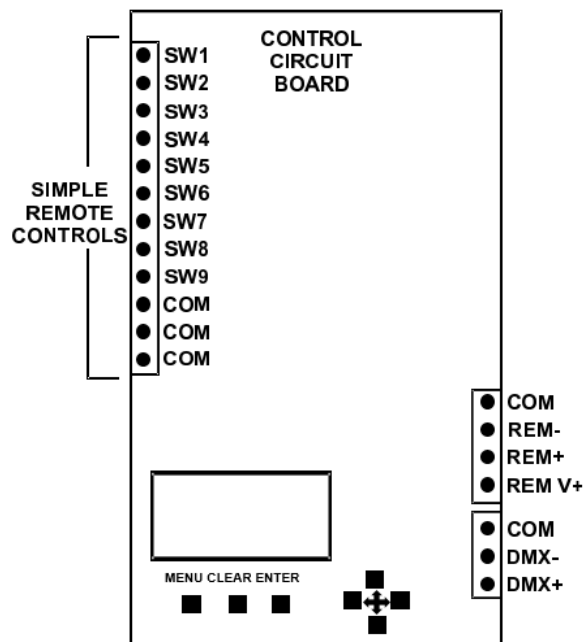 CONTROL
CIRCUIT
BOARD
SW1
SW2
SW3
SW4
SW5
SW6
SW7
SW8
SW9
COM
COM
COM
SIMPLE
REMOTE
CONTROLS
COM
REM-
REM+
REM V+
COM
DMX-
DMX+
MENU CLEAR ENTER